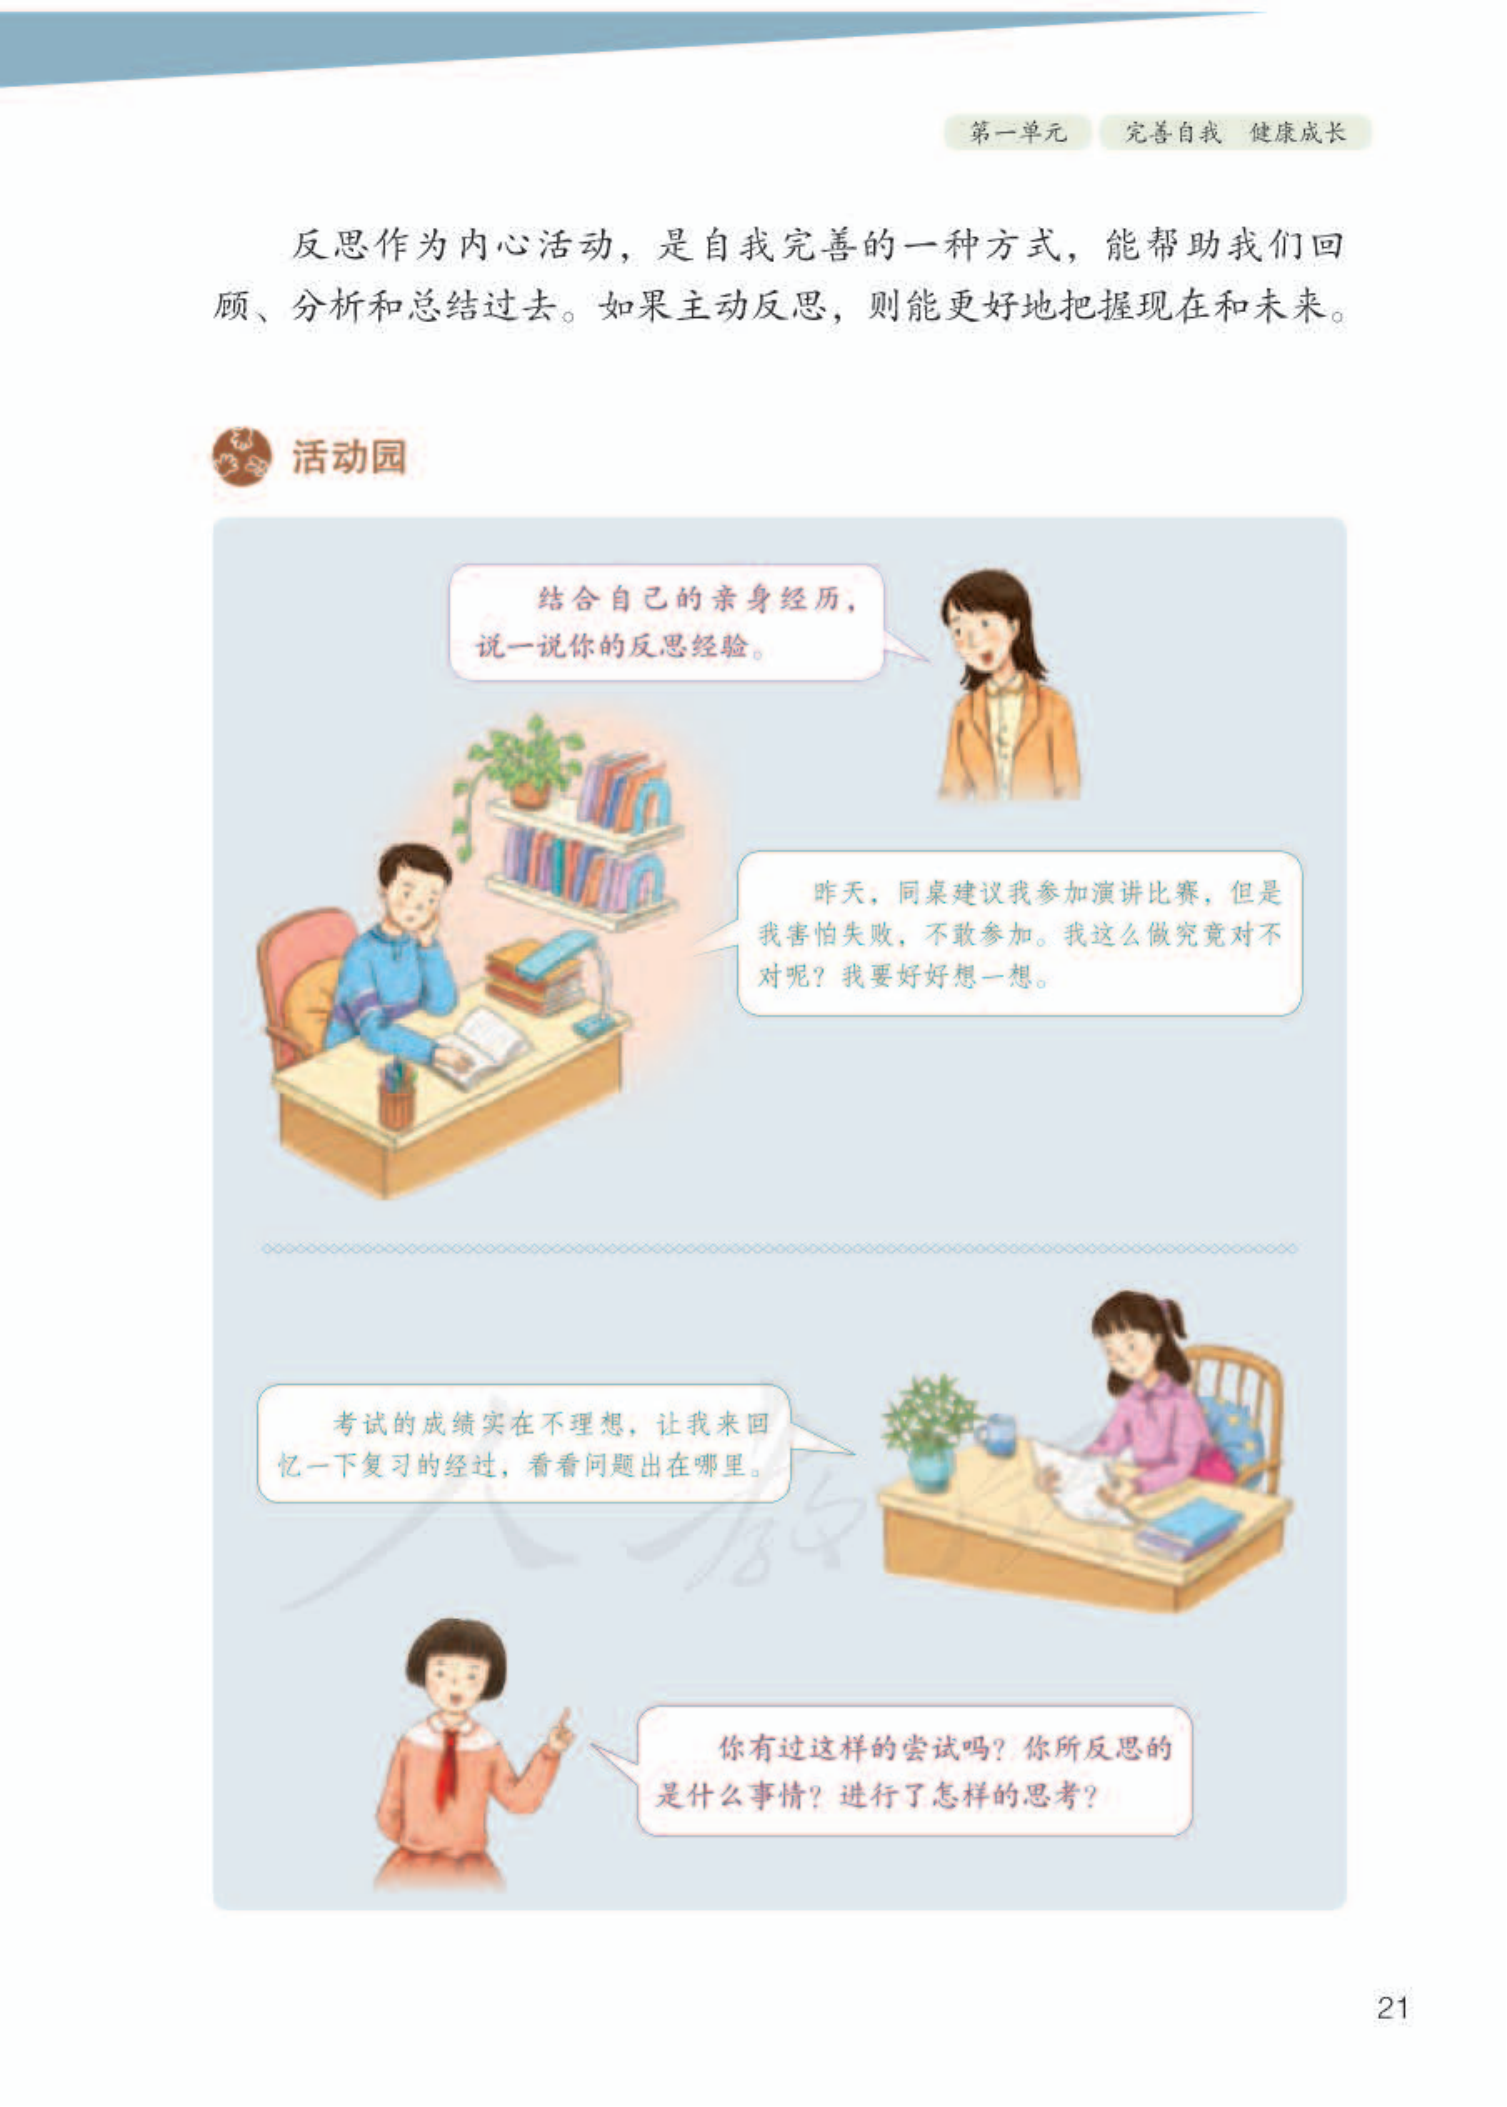 第一单元 完善自我 健康成长
反思作为内心活动，是自我完善的一种方式，能帮助我们回
顾、分析和总结过去。如果主动反思，则能更好地把握现在和未来。
活动园
结合自己的亲身经历，
说一说你的反思经验。
昨天，同桌建议我参加演讲比赛，但是
我害怕失败，不敢参加。我这么做究竟对不
对呢？我要好好想一想。
考试的成绩实在不理想，让我来回
忆一下复习的经过，看看问题出在哪里。
人教
你有过这样的尝试吗？你所反思的
是什么事情？进行了怎样的思考？
21